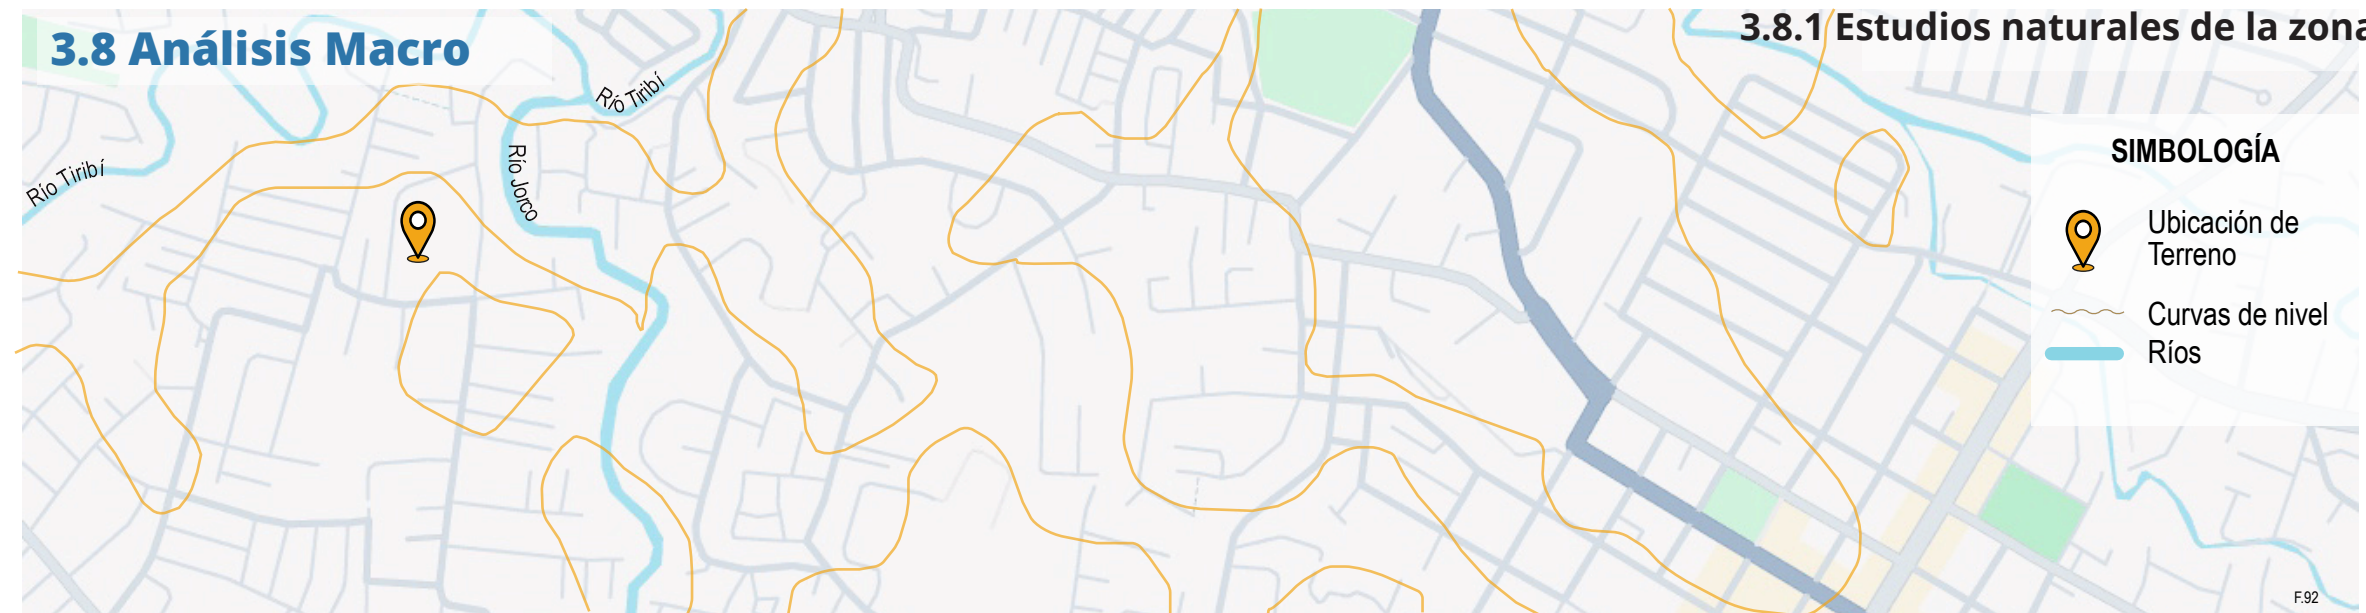 3.8 Análisis Macro
3.8.1 Estudios naturales de la zona
Río Tiribí
Río Tiribí
Río Jorco
SIMBOLOGÍA
Ubicación de
Terreno
Curvas de nivel
Ríos
F.92